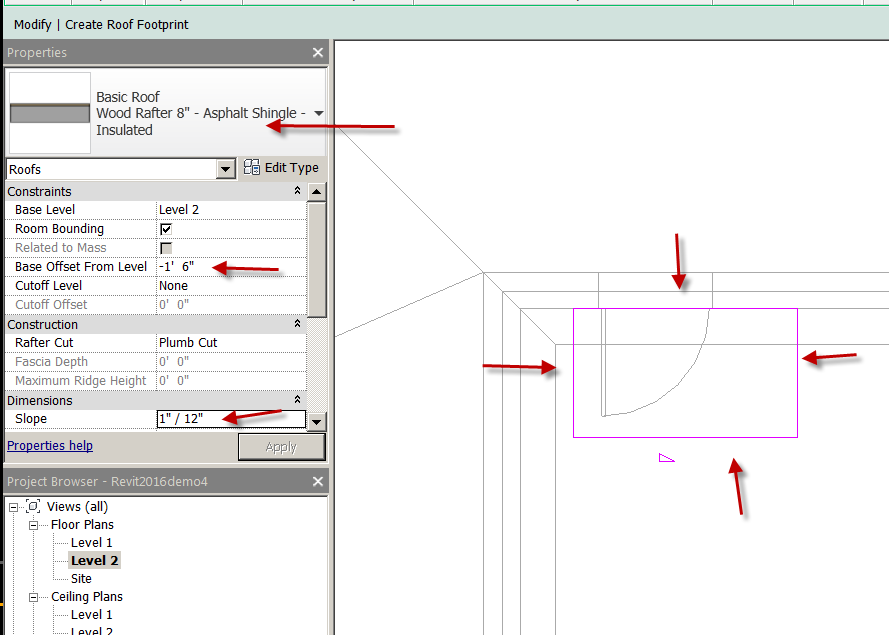 Modify | Create Roof Footprint
Properties
Basic Roof
Wood Rafter 8" - Asphalt Shingle -
Insulated
Roofs
Edit Type
Constraints
Base Level Level 2
Room Bounding
Related to Mass
Base Offset From Level -1' 6"
Cutoff Level None
Cutoff Offset 0' 0"
Construction
Rafter Cut Plumb Cut
Fascia Depth 0' 0"
Maximum Ridge Height 0' 0"
Dimensions
Slope 1" / 12"
Properties help Apply
Project Browser - Revit2016demo4
Views (all)
Floor Plans
Level 1
Level 2
Site
Ceiling Plans
Level 1
Level 2